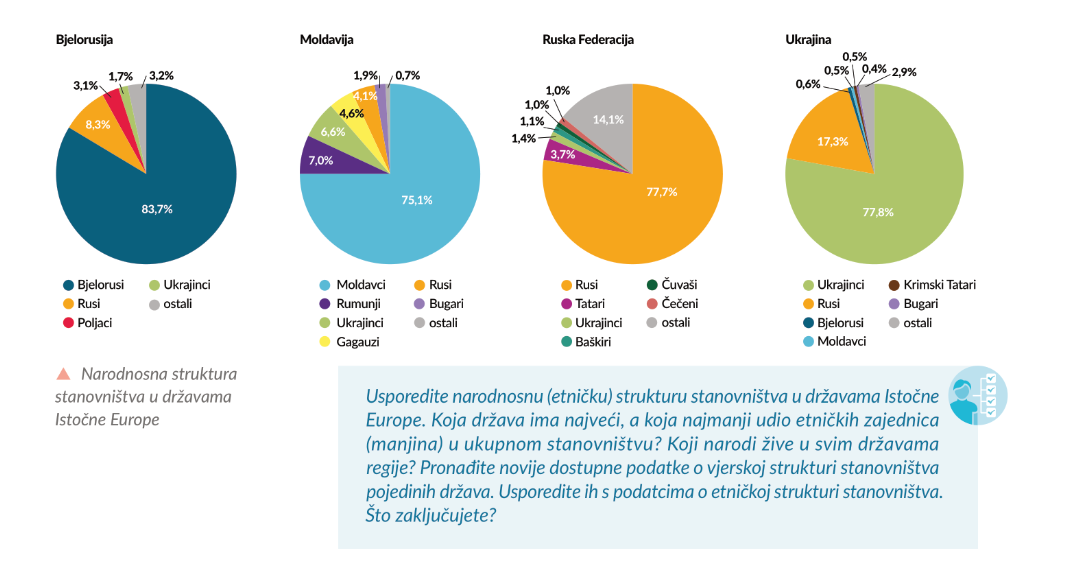 Bjelorusija
3,1%
1,7%
3,2%
8,3%
83,7%
Bjelorusi
Rusi
Poljaci
Ukrajinci
ostali
Moldavija
1,9%
0,7%
4,1%
4,6%
6,6%
7,0%
75,1%
Moldavci
Rumunji
Ukrajinci
Gagauzi
Rusi
Bugari
ostali
Ruska Federacija
1,0%
1,0%
1,1%
1,4%
3,7%
14,1%
77,7%
Rusi
Tatari
Ukrajinci
Baškiri
Čuvaši
Čečeni
ostali
Ukrajina
0,5%
0,5%
0,4%
2,9%
0,6%
17,3%
77,8%
Ukrajinci
Rusi
Bjelorusi
Moldavci
Krimski Tatari
Bugari
ostali
Narodnosna struktura
stanovništva u državama
Istočne Europe
Usporedite narodnosnu (etničku) strukturu stanovništva u državama Istočne
Europe. Koja država ima najveći, a koja najmanji udio etničkih zajednica
(manjina) u ukupnom stanovništvu? Koji narodi žive u svim državama
regije? Pronađite novije dostupne podatke o vjerskoj strukturi stanovništva
pojedinih država. Usporedite ih s podatcima o etničkoj strukturi stanovništva.
Što zaključujete?